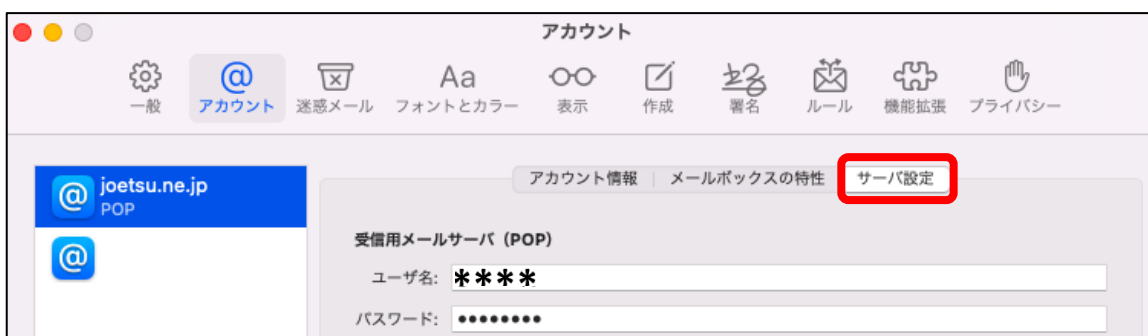 アカウント
一般 アカウント 迷惑メール フォントとカラー 表示 作成 署名 ルール 機能拡張 プライバシー
joetsu.ne.jp
POP
アカウント情報 メールボックスの特性 サーバ設定
受信用メールサーバ（POP）
ユーザ名: ****
パスワード: ••••••••